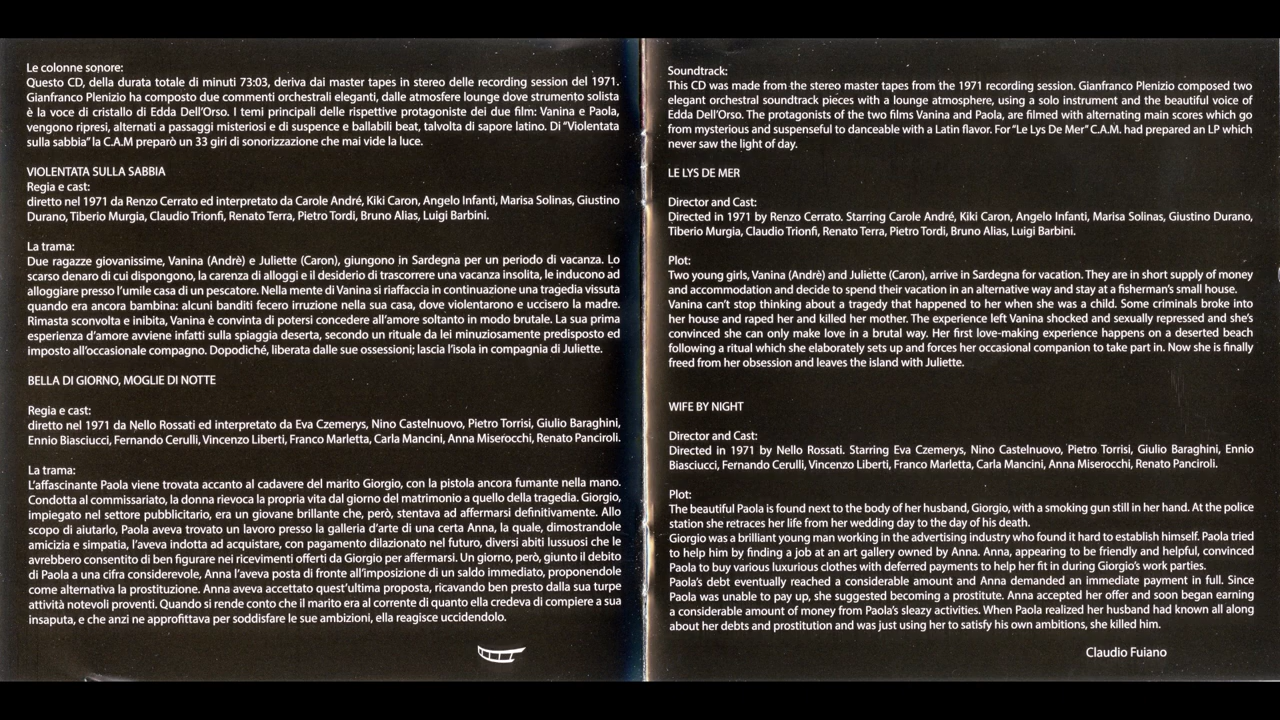 Le colonne sonore:
Questo CD, della durata totale di minuti 73:03, deriva dai master tapes in stereo delle recording session del 1971.
Gianfranco Plenizio ha composto due commenti orchestrali eleganti, dalle atmosfere lounge dove strumento solista
è la voce di cristallo di Edda Dell'Orso. I temi principali delle rispettive protagoniste dei due film: Vanina e Paola,
vengono ripresi, alternati a passaggi misteriosi e di suspence e ballabili beat, talvolta di sapore latino. Di "Violentata
sulla sabbia" la C.A.M preparò un 33 giri di sonorizzazione che mai vide la luce.
VIOLENTATA SULLA SABBIA
Regia e cast:
diretto nel 1971 da Renzo Cerrato ed interpretato da Carole André, Kiki Caron, Angelo Infanti, Marisa Solinas, Giustino
Durano, Tiberio Murgia, Claudio Trionfi, Renato Terra, Pietro Tordi, Bruno Alias, Luigi Barbini.
La trama:
Due ragazze giovanissime, Vanina (Andrè) e Juliette (Caron), giungono in Sardegna per un periodo di vacanza. Lo
scarso denaro di cui dispongono, la carenza di alloggi e il desiderio di trascorrere una vacanza insolita, le inducono ad
alloggiare presso l'umile casa di un pescatore. Nella mente di Vanina si riaffaccia in continuazione una tragedia vissuta
quando era ancora bambina: alcuni banditi fecero irruzione nella sua casa, dove violentarono e uccisero la madre.
Rimasta sconvolta e inibita, Vanina è convinta di potersi concedere all'amore soltanto in modo brutale. La sua prima
esperienza d'amore avviene infatti sulla spiaggia deserta, secondo un rituale da lei minuziosamente predisposto ed
imposto all'occasionale compagno. Dopodiché, liberata dalle sue ossessioni; lascia l'isola in compagnia di Juliette.
BELLA DI GIORNO, MOGLIE DI NOTTE
Regia e cast:
diretto nel 1971 da Nello Rossati ed interpretato da Eva Czemerys, Nino Castelnuovo, Pietro Torrisi, Giulio Baraghini,
Ennio Biasciucci, Fernando Cerulli, Vincenzo Liberti, Franco Marletta, Carla Mancini, Anna Miserocchi, Renato Panciroli.
La trama:
L'affascinante Paola viene trovata accanto al cadavere del marito Giorgio, con la pistola ancora fumante nella mano.
Condotta al commissariato, la donna rievoca la propria vita dal giorno del matrimonio a quello della tragedia. Giorgio,
impiegato nel settore pubblicitario, era un giovane brillante che, però, stentava ad affermarsi definitivamente. Allo
scopo di aiutarlo, Paola aveva trovato un lavoro presso la galleria d'arte di una certa Anna, la quale, dimostrandole
amicizia e simpatia, l'aveva indotta ad acquistare, con pagamento dilazionato nel futuro, diversi abiti lussuosi che le
avrebbero consentito di ben figurare nei ricevimenti offerti da Giorgio per affermarsi. Un giorno, però, giunto il debito
di Paola a una cifra considerevole, Anna l'aveva posta di fronte all'imposizione di un saldo immediato, proponendole
come alternativa la prostituzione. Anna aveva accettato quest'ultima proposta, ricavando ben presto dalla sua turpe
attività notevoli proventi. Quando si rende conto che il marito era al corrente di quanto ella credeva di compiere a sua
insaputa, e che anzi ne approfittava per soddisfare le sue ambizioni, ella reagisce uccidendolo.
Soundtrack:
This CD was made from the stereo master tapes from the 1971 recording session. Gianfranco Plenizio composed two
elegant orchestral soundtrack pieces with a lounge atmosphere, using a solo instrument and the beautiful voice of
Edda Dell'Orso. The protagonists of the two films Vanina and Paola, are filmed with alternating main scores which go
from mysterious and suspenseful to danceable with a Latin flavor. For "Le Lys De Mer" C.A.M. had prepared an LP which
never saw the light of day.
LE LYS DE MER
Director and Cast:
Directed in 1971 by Renzo Cerrato. Starring Carole André, Kiki Caron, Angelo Infanti, Marisa Solinas, Giustino Durano,
Tiberio Murgia, Claudio Trionfi, Renato Terra, Pietro Tordi, Bruno Alias, Luigi Barbini.
Plot:
Two young girls, Vanina (Andrè) and Juliette (Caron), arrive in Sardegna for vacation. They are in short supply of money
and accommodation and decide to spend their vacation in an alternative way and stay at a fisherman's small house.
Vanina can't stop thinking about a tragedy that happened to her when she was a child. Some criminals broke into
her house and raped her and killed her mother. The experience left Vanina shocked and sexually repressed and she's
convinced she can only make love in a brutal way. Her first love-making experience happens on a deserted beach
following a ritual which she elaborately sets up and forces her occasional companion to take part in. Now she is finally
freed from her obsession and leaves the island with Juliette.
WIFE BY NIGHT
Director and Cast:
Directed in 1971 by Nello Rossati. Starring Eva Czemerys, Nino Castelnuovo, Pietro Torrisi, Giulio Baraghini, Ennio
Biasciucci, Fernando Cerulli, Vincenzo Liberti, Franco Marletta, Carla Mancini, Anna Miserocchi, Renato Panciroli.
Plot:
The beautiful Paola is found next to the body of her husband, Giorgio, with a smoking gun still in her hand. At the police
station she retraces her life from her wedding day to the day of his death.
Giorgio was a brilliant young man working in the advertising industry who found it hard to establish himself. Paola tried
to help him by finding a job at an art gallery owned by Anna. Anna, appearing to be friendly and helpful, convinced
Paola to buy various luxurious clothes with deferred payments to help her fit in during Giorgio's work parties.
Paola's debt eventually reached a considerable amount and Anna demanded an immediate payment in full. Since
Paola was unable to pay up, she suggested becoming a prostitute. Anna accepted her offer and soon began earning
a considerable amount of money from Paola's sleazy activities. When Paola realized her husband had known all along
about her debts and prostitution and was just using her to satisfy his own ambitions, she killed him.
Claudio Fuiano